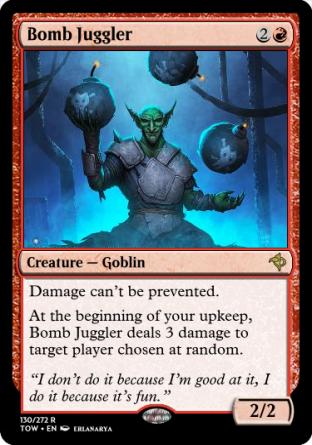 Bomb Juggler 2
Creature — Goblin
Damage can't be prevented.
At the beginning of your upkeep,
Bomb Juggler deals 3 damage to
target player chosen at random.
“I don't do it because I'm good at it, I
do it because it's fun.”
2/2
130/272 R
TOW • EN ERLANARYA